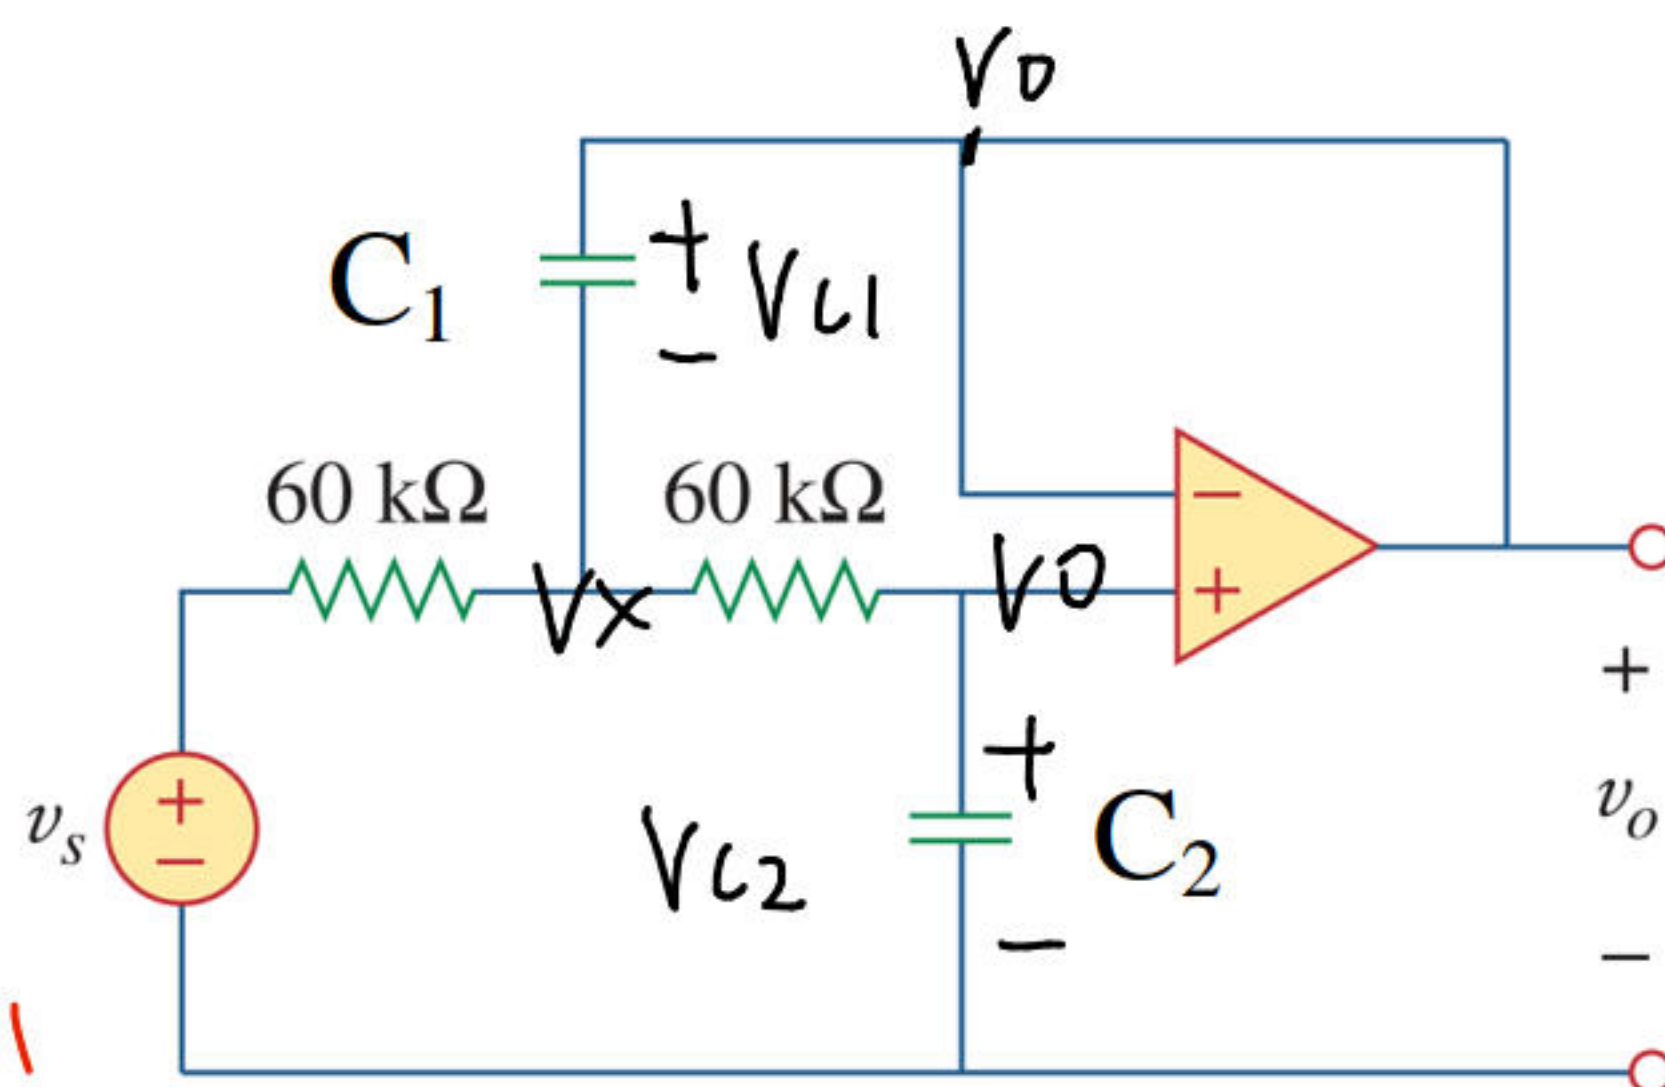 VO
C₁
+
VC1
−
60 kΩ
60 kΩ
−
Vx
VO
+
+
+
vs
+
−
VC2
C₂
vo
−
−